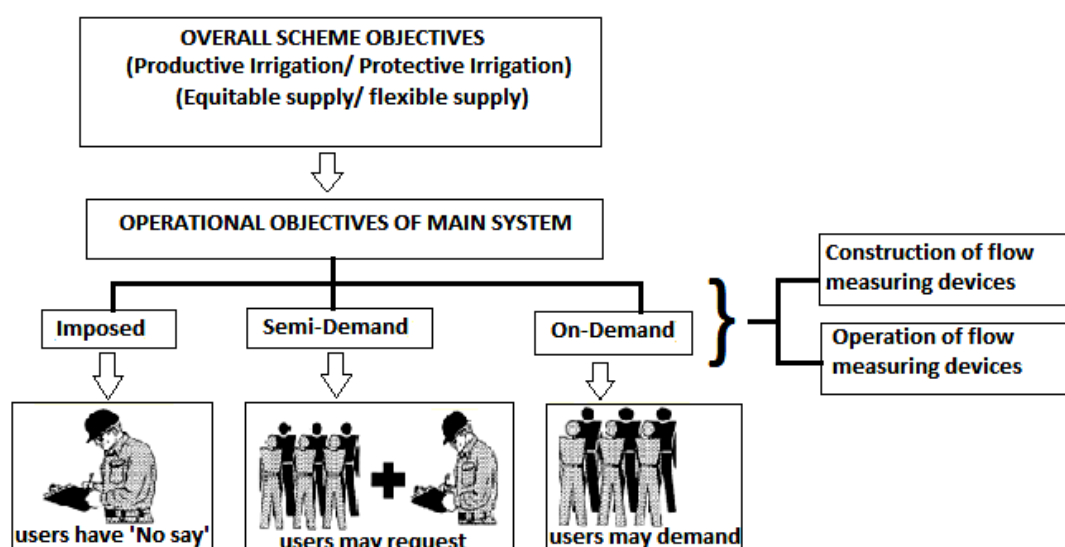 OVERALL SCHEME OBJECTIVES
(Productive Irrigation/ Protective Irrigation)
(Equitable supply/ flexible supply)
OPERATIONAL OBJECTIVES OF MAIN SYSTEM
Imposed
Semi-Demand
On-Demand
Construction of flow
measuring devices
Operation of flow
measuring devices
users have 'No say'
users may request
users may demand